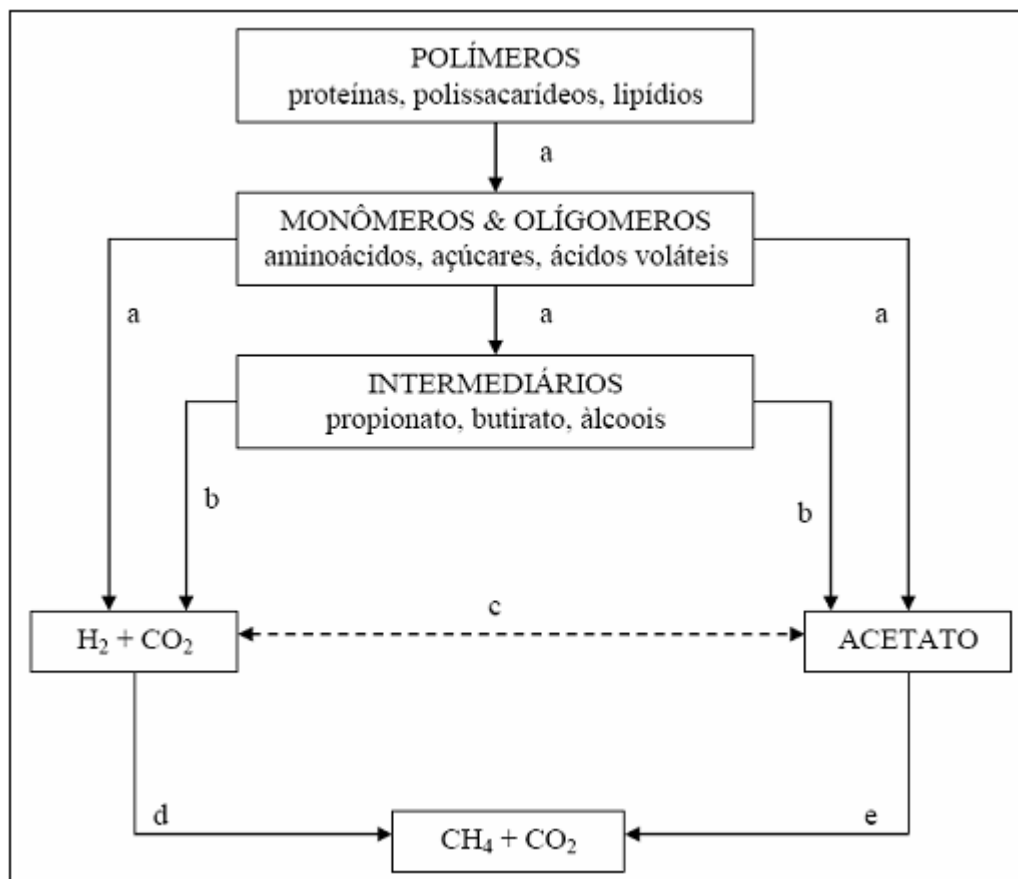 POLÍMEROS
proteínas, polissacarídeos, lipídios
a
MONÔMEROS & OLÍGOMEROS
aminoácidos, açúcares, ácidos voláteis
a
a
a
INTERMEDIÁRIOS
propionato, butirato, àlcoois
b
b
c
H₂ + CO₂
ACETATO
d
e
CH₄ + CO₂